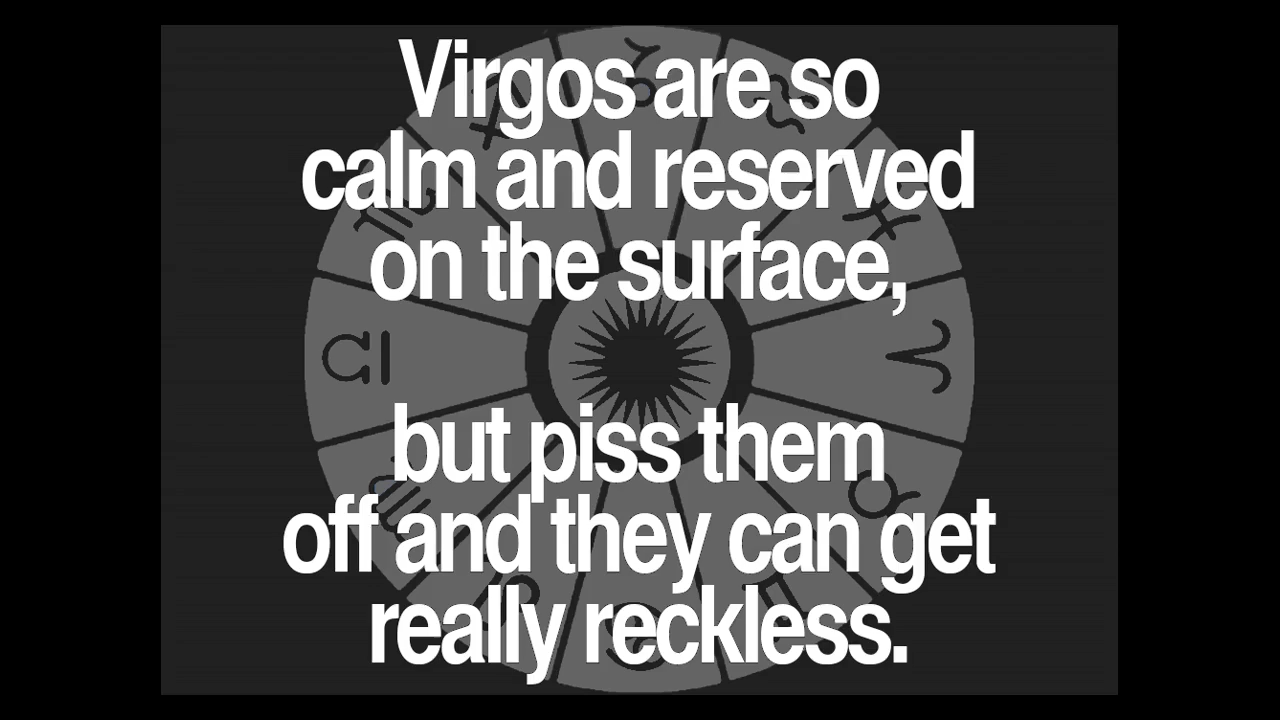 Virgos are so
calm and reserved
on the surface,
but piss them
off and they can get
really reckless.